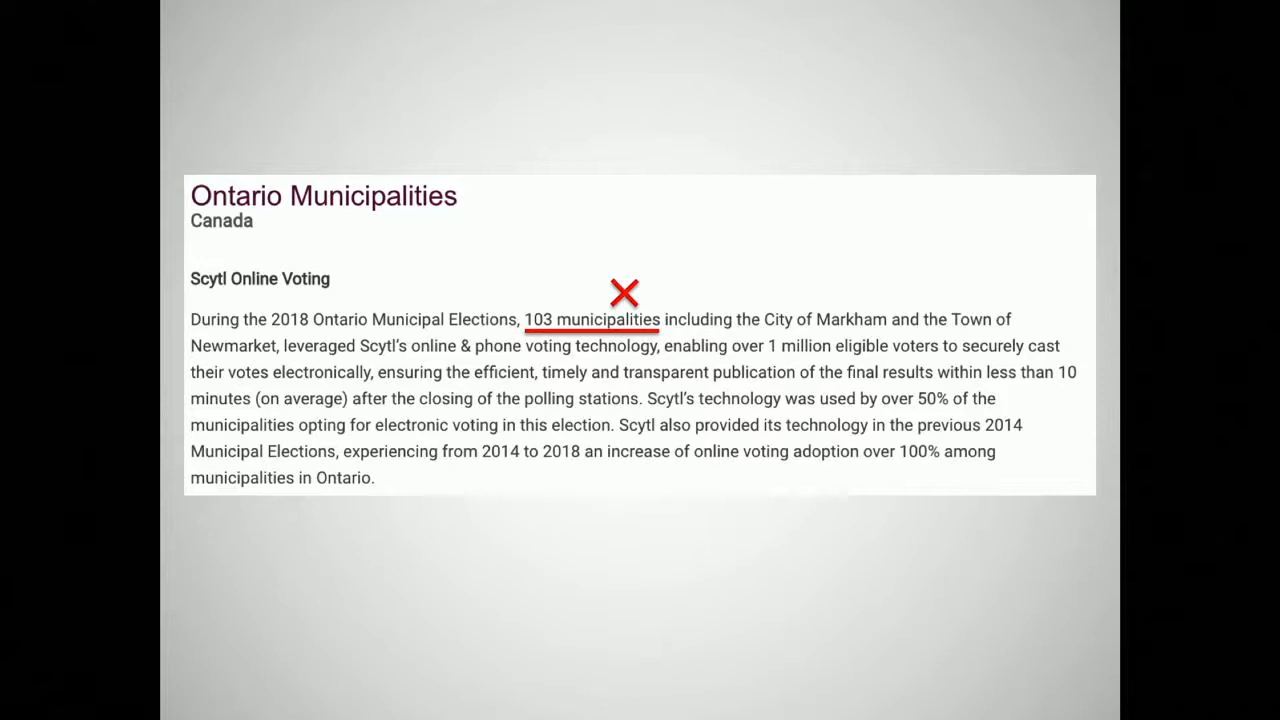 Ontario Municipalities
Canada
Scytl Online Voting
During the 2018 Ontario Municipal Elections, 103 municipalities including the City of Markham and the Town of
Newmarket, leveraged Scytl's online & phone voting technology, enabling over 1 million eligible voters to securely cast
their votes electronically, ensuring the efficient, timely and transparent publication of the final results within less than 10
minutes (on average) after the closing of the polling stations. Scytl's technology was used by over 50% of the
municipalities opting for electronic voting in this election. Scytl also provided its technology in the previous 2014
Municipal Elections, experiencing from 2014 to 2018 an increase of online voting adoption over 100% among
municipalities in Ontario.